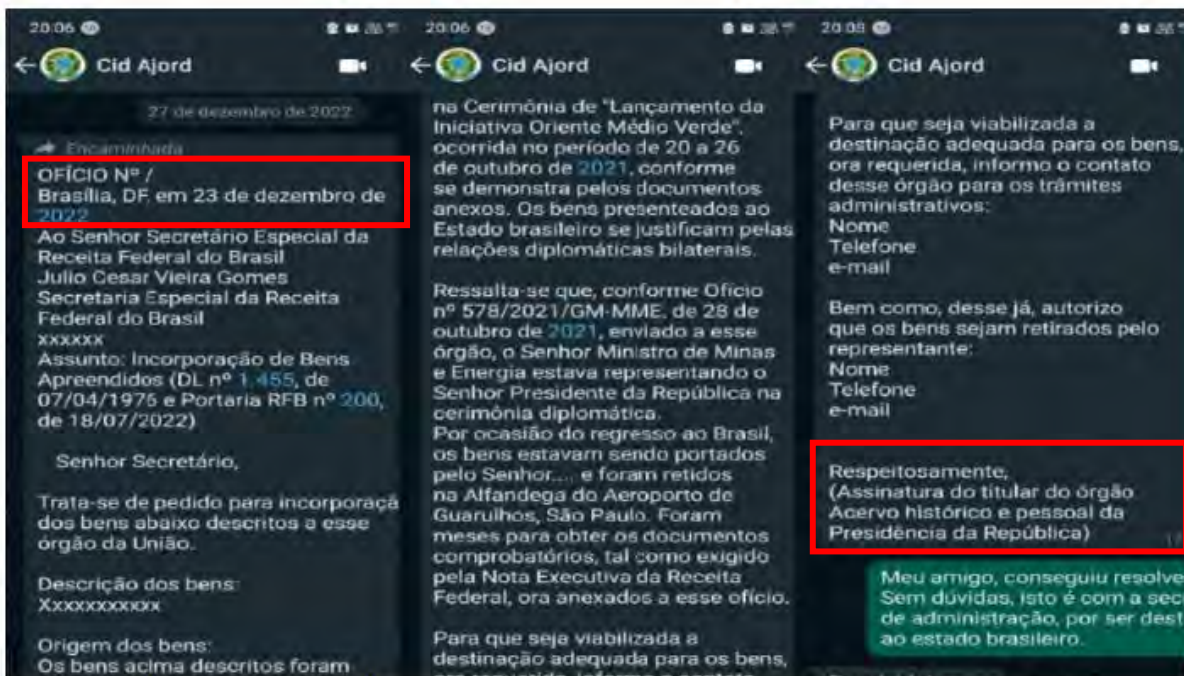 20:06
Cid Ajord
27 de dezembro de 2022
Encaminhada
OFÍCIO Nº /
Brasília, DF em 23 de dezembro de
2022
Ao Senhor Secretário Especial da
Receita Federal do Brasil
Julio Cesar Vieira Gomes
Secretaria Especial da Receita
Federal do Brasil
xxxxxx
Assunto: Incorporação de Bens
Apreendidos (DL nº 1.455, de
07/04/1976 e Portaria RFB nº 200,
de 18/07/2022)
Senhor Secretário,
Trata-se de pedido para incorporaçã
dos bens abaixo descritos a esse
órgão da União.
Descrição dos bens:
Xxxxxxxxxxx
Origem dos bens:
Os bens acima descritos foram
20:06
Cid Ajord
na Cerimônia de "Lançamento da
Iniciativa Oriente Médio Verde",
ocorrida no período de 20 a 26
de outubro de 2021, conforme
se demonstra pelos documentos
anexos. Os bens presenteados ao
Estado brasileiro se justificam pelas
relações diplomáticas bilaterais.
Ressalta-se que, conforme Ofício
nº 578/2021/GM-MME, de 28 de
outubro de 2021, enviado a esse
órgão, o Senhor Ministro de Minas
e Energia estava representando o
Senhor Presidente da República na
cerimônia diplomática.
Por ocasião do regresso ao Brasil,
os bens estavam sendo portados
pelo Senhor.... e foram retidos
na Alfandega do Aeroporto de
Guarulhos, São Paulo. Foram
meses para obter os documentos
comprobatórios, tal como exigido
pela Nota Executiva da Receita
Federal, ora anexados a esse ofício.
Para que seja viabilizada a
destinação adequada para os bens,
20:08
Cid Ajord
Para que seja viabilizada a
destinação adequada para os bens,
ora requerida, informo o contato
desse órgão para os trâmites
administrativos:
Nome
Telefone
e-mail
Bem como, desse já, autorizo
que os bens sejam retirados pelo
representante:
Nome
Telefone
e-mail
Respeitosamente,
(Assinatura do titular do órgão
Acervo histórico e pessoal da
Presidência da República)
Meu amigo, conseguiu resolve
Sem dúvidas, isto é com a sec
de administração, por ser dest
ao estado brasileiro.